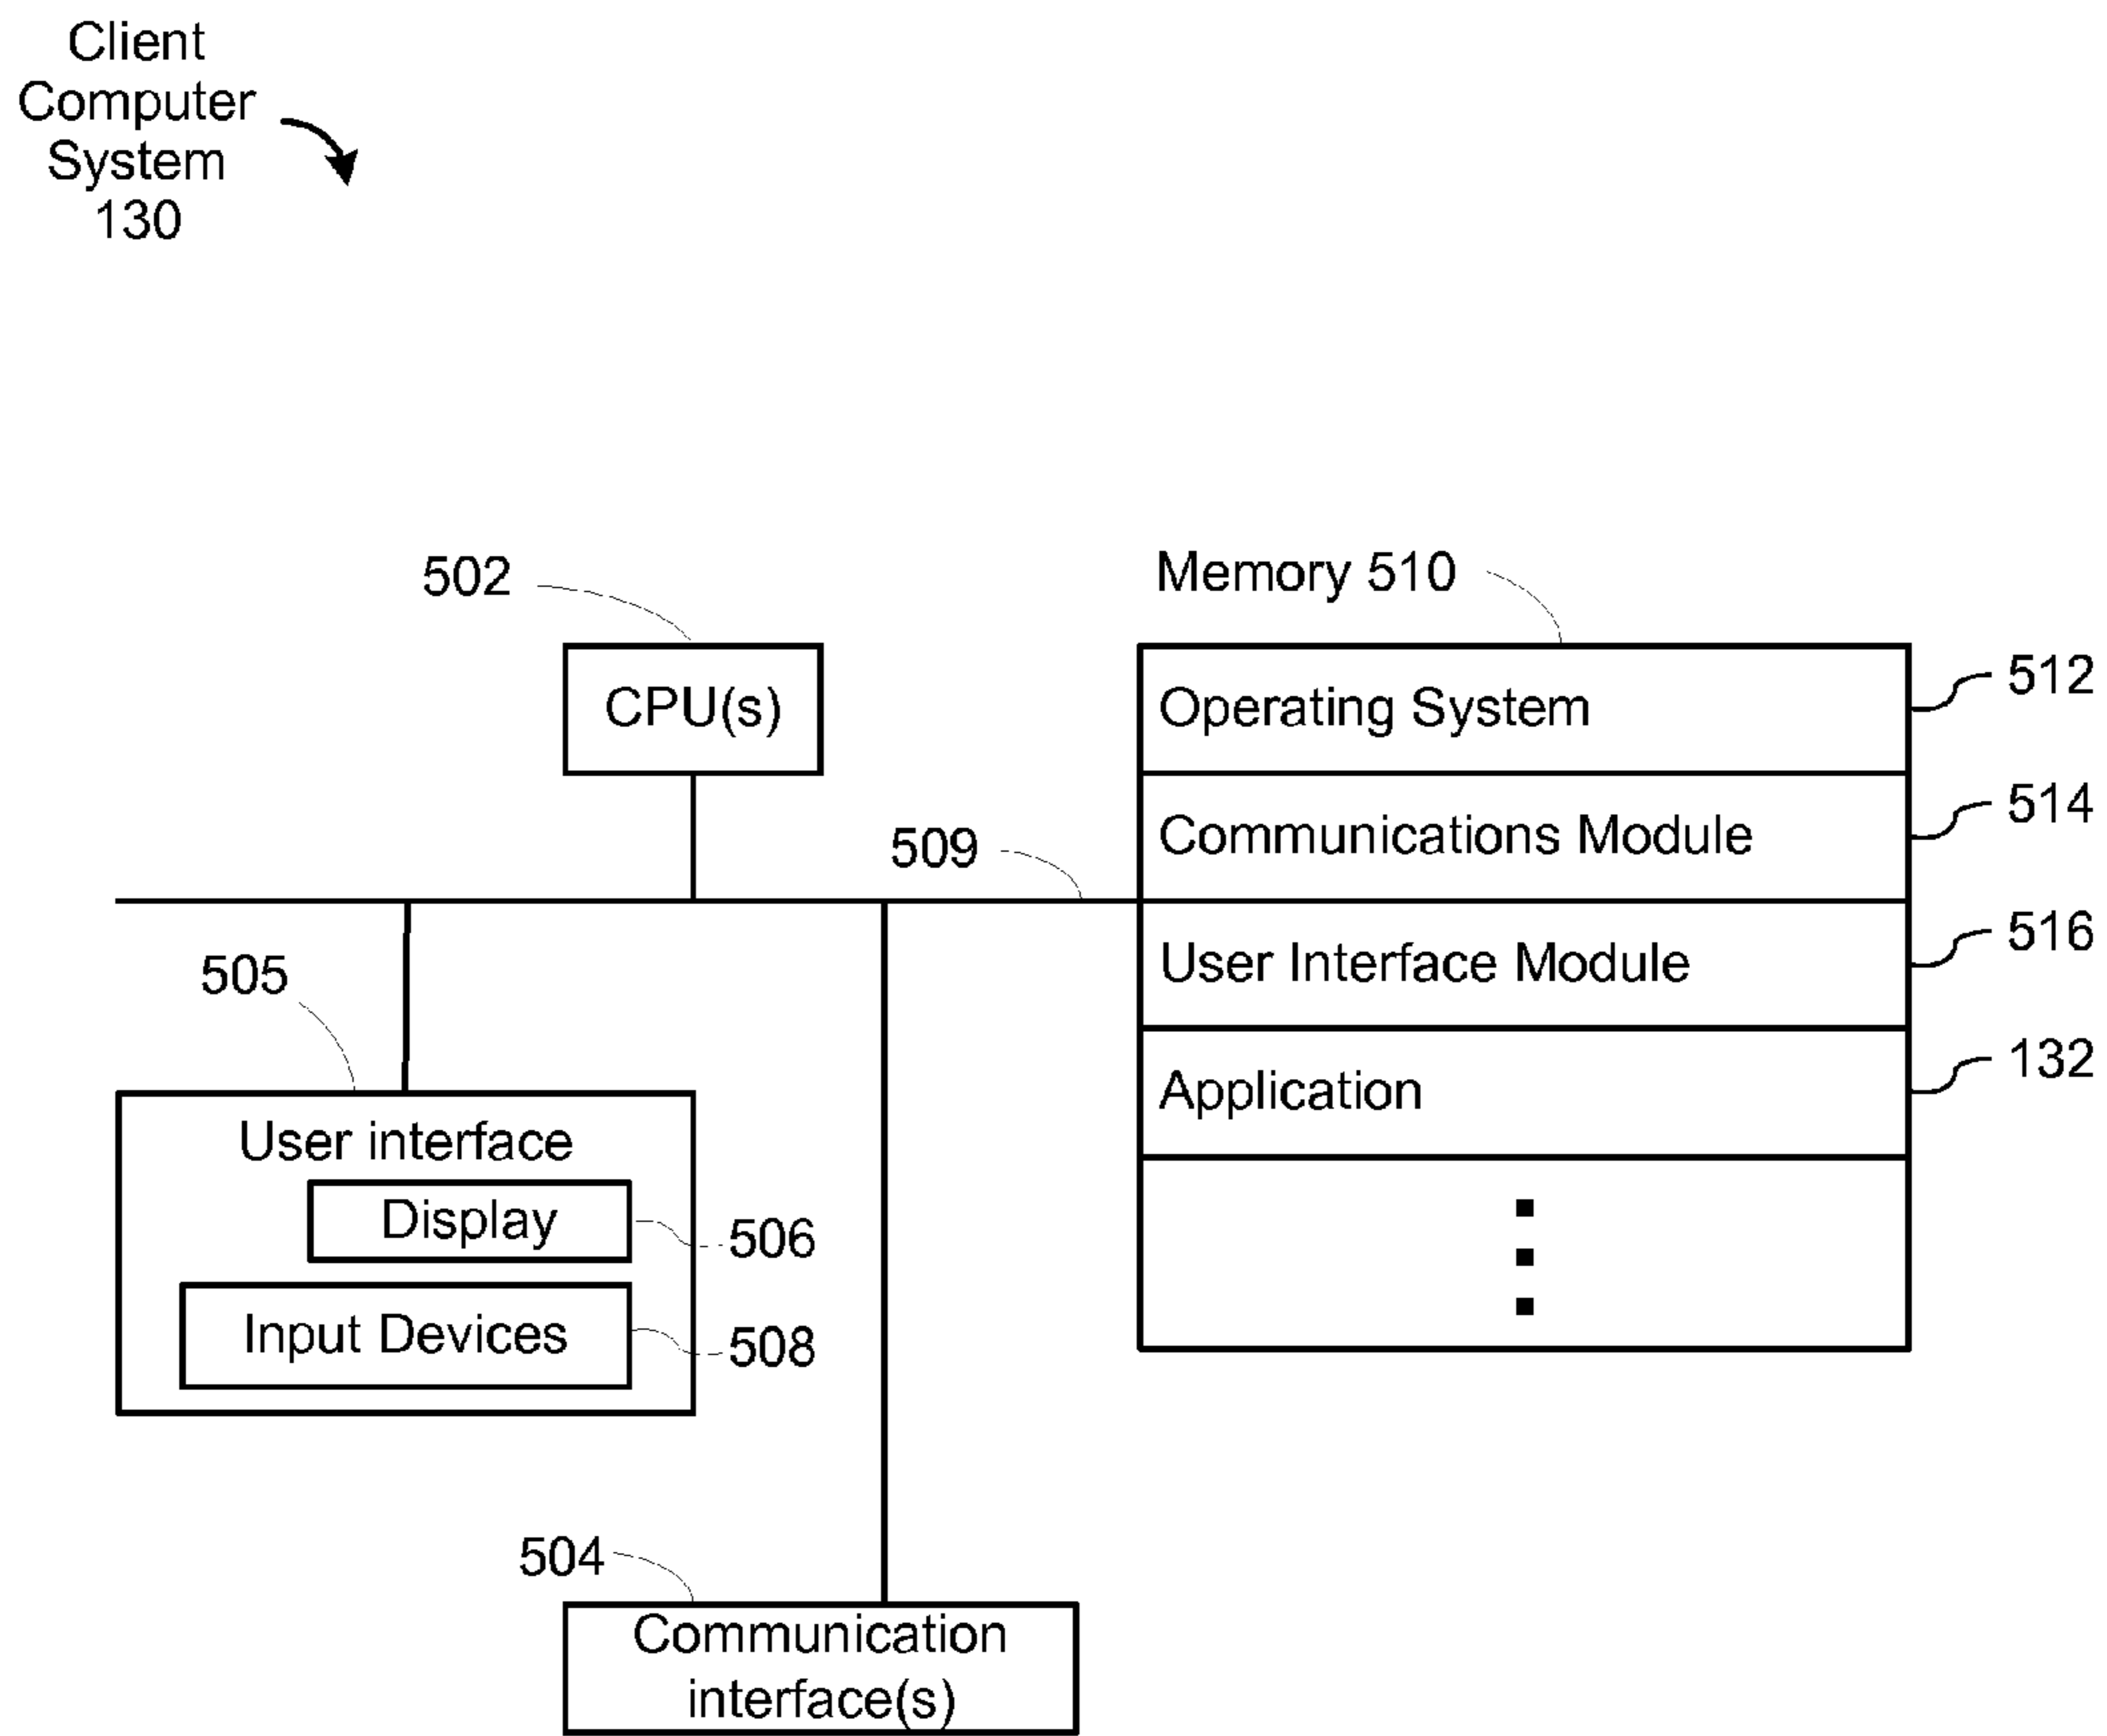 Client
Computer
System
130
502
Memory 510
CPU(s)
Operating System
512
Communications Module
514
509
User Interface Module
516
505
Application
132
User interface
Display
506
Input Devices
508
504
Communication
interface(s)